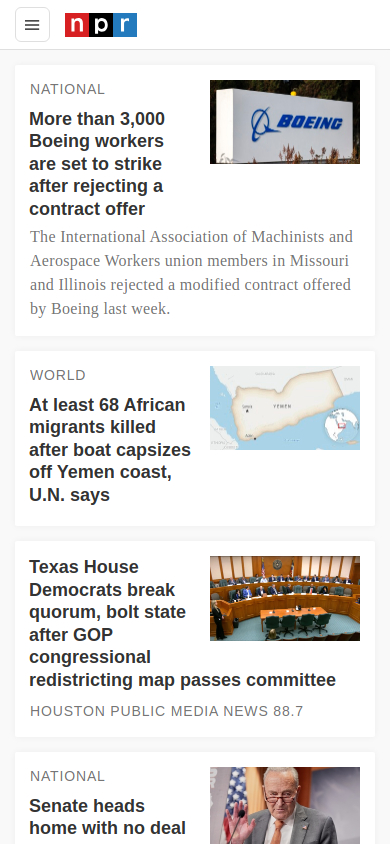 npr
NATIONAL
More than 3,000
Boeing workers
are set to strike
after rejecting a
contract offer
BOEING
The International Association of Machinists and
Aerospace Workers union members in Missouri
and Illinois rejected a modified contract offered
by Boeing last week.
WORLD
At least 68 African
migrants killed
after boat capsizes
off Yemen coast,
U.N. says
YEMEN
Texas House
Democrats break
quorum, bolt state
after GOP
congressional
redistricting map passes committee
HOUSTON PUBLIC MEDIA NEWS 88.7
NATIONAL
Senate heads
home with no deal